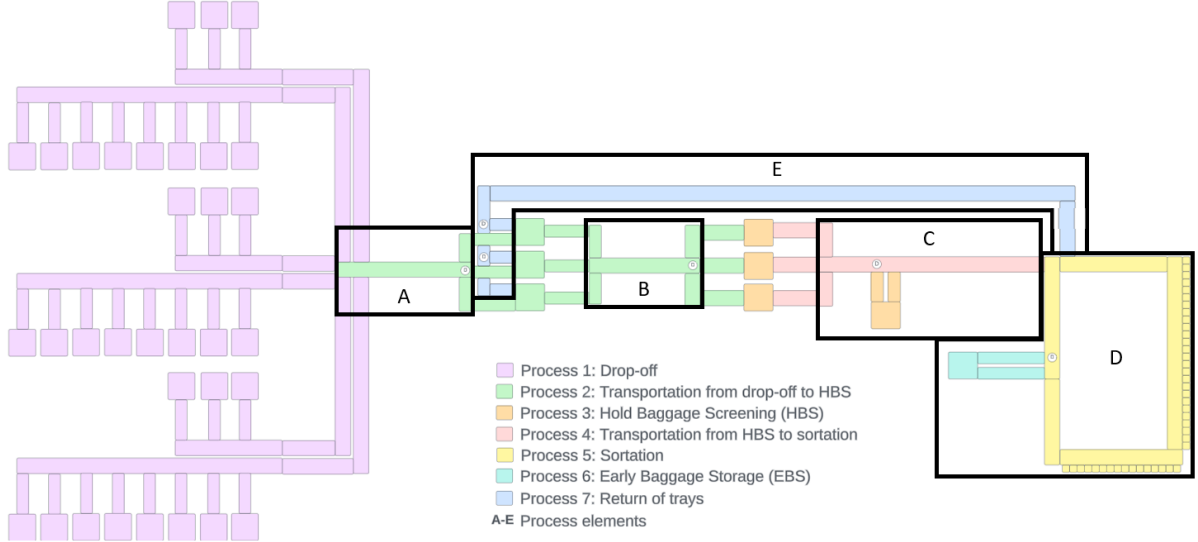 E
D
C
D
D
D
B
A
D
D
Process 1: Drop-off
Process 2: Transportation from drop-off to HBS
Process 3: Hold Baggage Screening (HBS)
Process 4: Transportation from HBS to sortation
Process 5: Sortation
Process 6: Early Baggage Storage (EBS)
Process 7: Return of trays
A-E Process elements